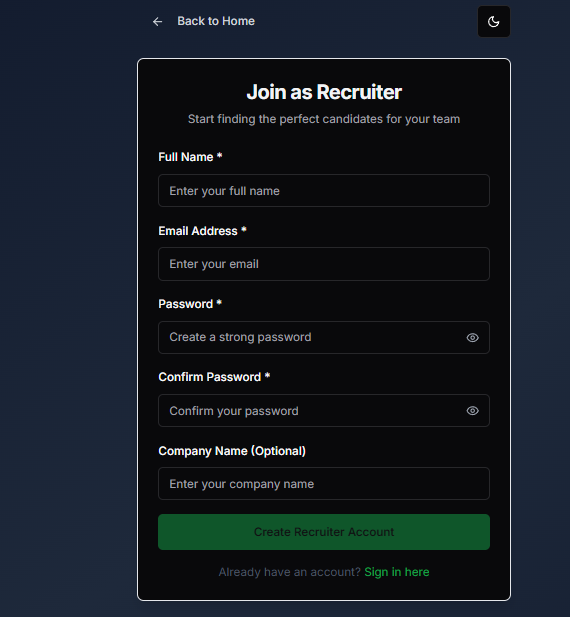 Back to Home
Join as Recruiter
Start finding the perfect candidates for your team
Full Name *
Enter your full name
Email Address *
Enter your email
Password *
Create a strong password
Confirm Password *
Confirm your password
Company Name (Optional)
Enter your company name
Create Recruiter Account
Already have an account? Sign in here